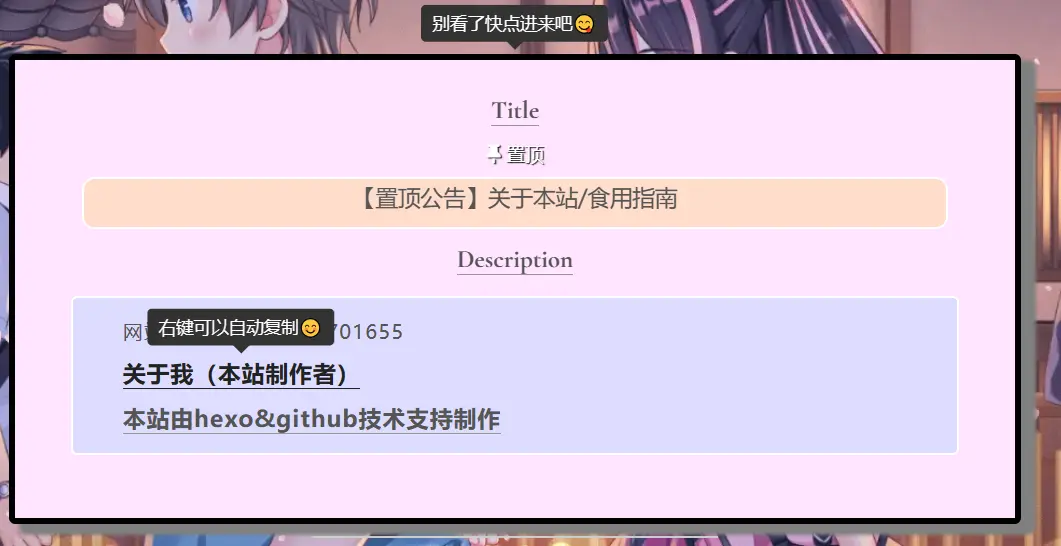 别看了快点进来吧😋
Title
置顶
【置顶公告】关于本站/食用指南
Description
右键可以自动复制😊
网 701655
关于我（本站制作者）
本站由hexo&github技术支持制作